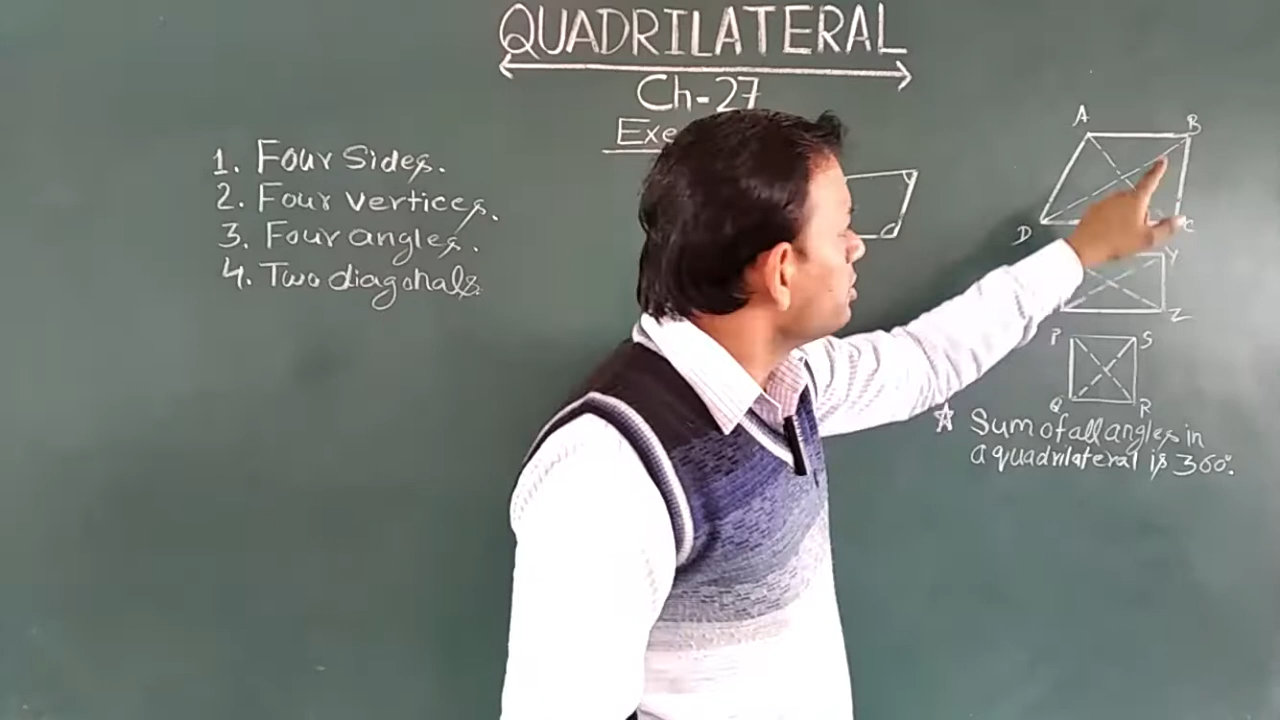 QUADRILATERAL
Ch-27
Exe
1. Four Sides.
2. Four vertices.
3. Four angles.
4. Two diagonals.
A B
D C
Y
Z
P S
Q R
☆ Sum of all angles in
a quadrilateral is 360°.